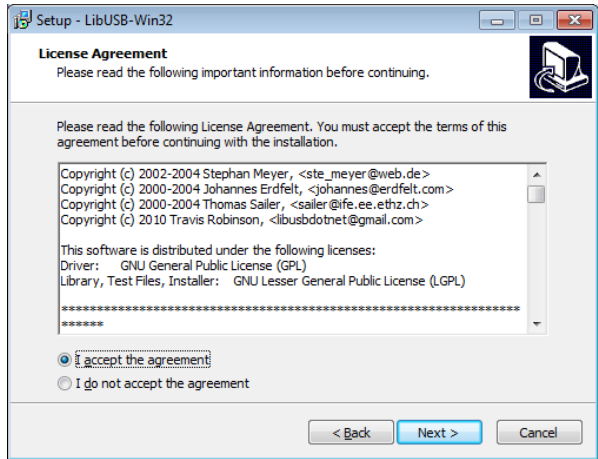 Setup - LibUSB-Win32
License Agreement
Please read the following important information before continuing.
Please read the following License Agreement. You must accept the terms of this
agreement before continuing with the installation.
Copyright (c) 2002-2004 Stephan Meyer, <ste_meyer@web.de>
Copyright (c) 2000-2004 Johannes Erdfelt, <johannes@erdfelt.com>
Copyright (c) 2000-2004 Thomas Sailer, <sailer@ife.ee.ethz.ch>
Copyright (c) 2010 Travis Robinson, <libusbdotnet@gmail.com>
This software is distributed under the following licenses:
Driver: GNU General Public License (GPL)
Library, Test Files, Installer: GNU Lesser General Public License (LGPL)
*****************************************************************
******
I accept the agreement
I do not accept the agreement
< Back Next > Cancel